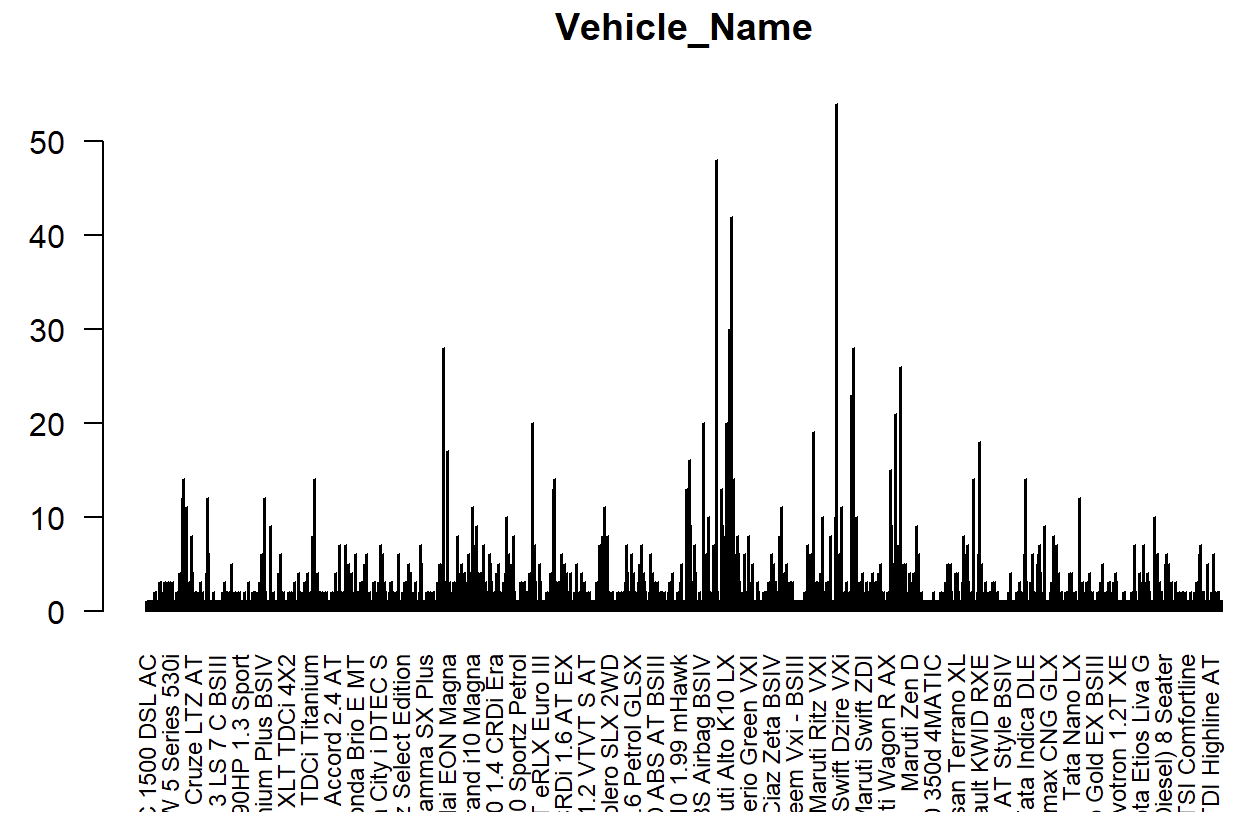 Vehicle_Name
50
40
30
20
10
0
1500 DSL AC
5 Series 530i
Cruze LTZ AT
3 LS 7 C BSIII
90HP 1.3 Sport
Plus BSIV
XLT TDCi 4X2
TDCi Titanium
Accord 2.4 AT
Brio E MT
City i DTEC S
Select Edition
SX Plus
EON Magna
i10 Magna
1.4 CRDi Era
Sportz Petrol
eRLX Euro III
CRDi 1.6 AT EX
1.2 VTVT S AT
SLX 2WD
Petrol GLSX
ABS AT BSIII
1.99 mHawk
Airbag BSIV
Alto K10 LX
Green VXI
Ciaz Zeta BSIV
Vxi - BSIII
Maruti Ritz VXI
Swift Dzire VXi
Maruti Swift ZDI
Wagon R AX
Maruti Zen D
350d 4MATIC
Terrano XL
KWID RXE
AT Style BSIV
Indica DLE
CNG GLX
Tata Nano LX
Gold EX BSIII
1.2T XE
Etios Liva G
8 Seater
TSI Comfortline
TDI Highline AT